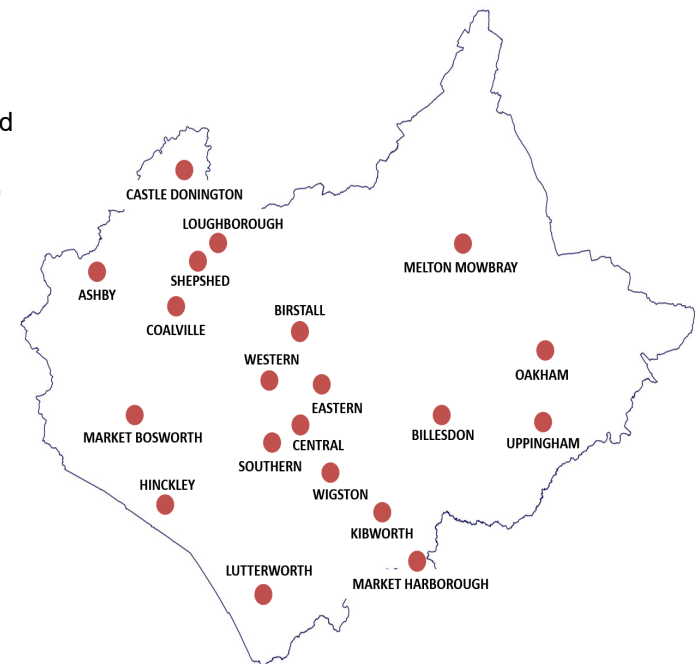 d
CASTLE DONINGTON
LOUGHBOROUGH
SHEPSHED
MELTON MOWBRAY
ASHBY
BIRSTALL
COALVILLE
WESTERN
OAKHAM
EASTERN
MARKET BOSWORTH
CENTRAL
BILLESDON
UPPINGHAM
SOUTHERN
HINCKLEY
WIGSTON
KIBWORTH
LUTTERWORTH
MARKET HARBOROUGH